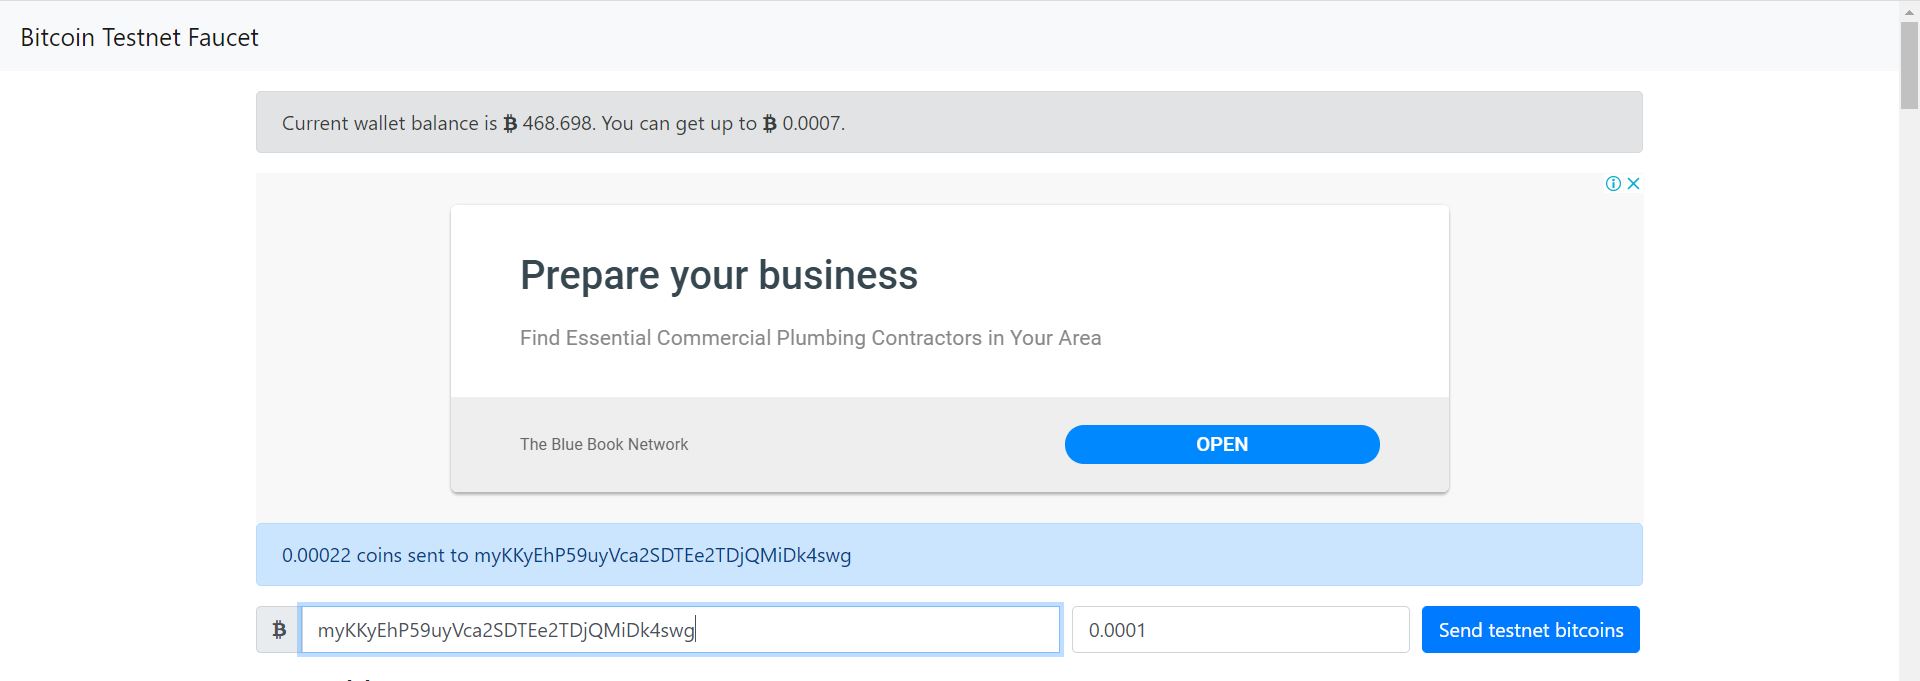 Bitcoin Testnet Faucet
Current wallet balance is ₿ 468.698. You can get up to ₿ 0.0007.
Prepare your business
Find Essential Commercial Plumbing Contractors in Your Area
The Blue Book Network
OPEN
0.00022 coins sent to myKKyEhP59uyVca2SDTEe2TDjQMiDk4swg
₿ myKKyEhP59uyVca2SDTEe2TDjQMiDk4swg 0.0001 Send testnet bitcoins